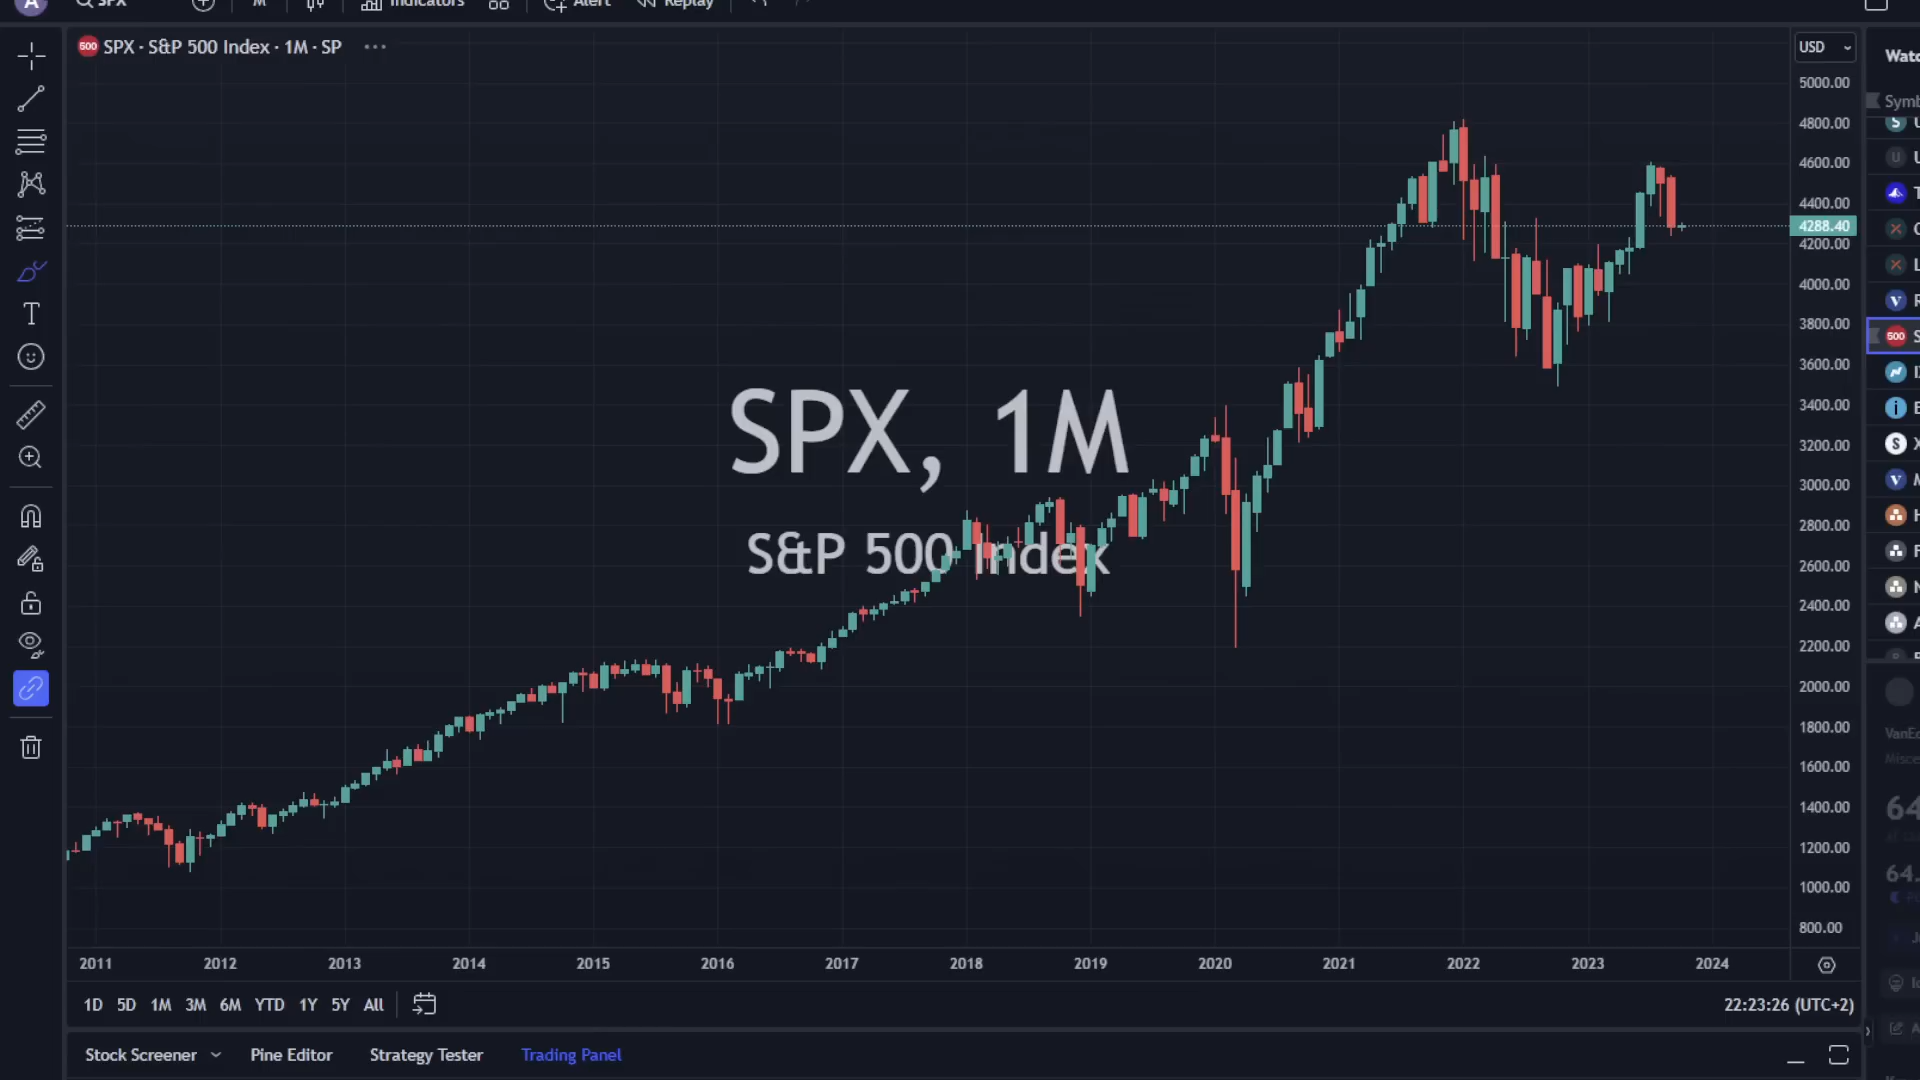 A SPX M Indicators Alert Replay
500 SPX · S&P 500 Index · 1M · SP ···
USD
5000.00
4800.00
4600.00
4400.00
4288.40
4200.00
4000.00
3800.00
3600.00
3400.00
3200.00
3000.00
2800.00
2600.00
2400.00
2200.00
2000.00
1800.00
1600.00
1400.00
1200.00
1000.00
800.00
SPX, 1M
S&P 500 Index
2011 2012 2013 2014 2015 2016 2017 2018 2019 2020 2021 2022 2023 2024
1D 5D 1M 3M 6M YTD 1Y 5Y All
22:23:26 (UTC+2)
Stock Screener Pine Editor Strategy Tester Trading Panel
500
64
64.